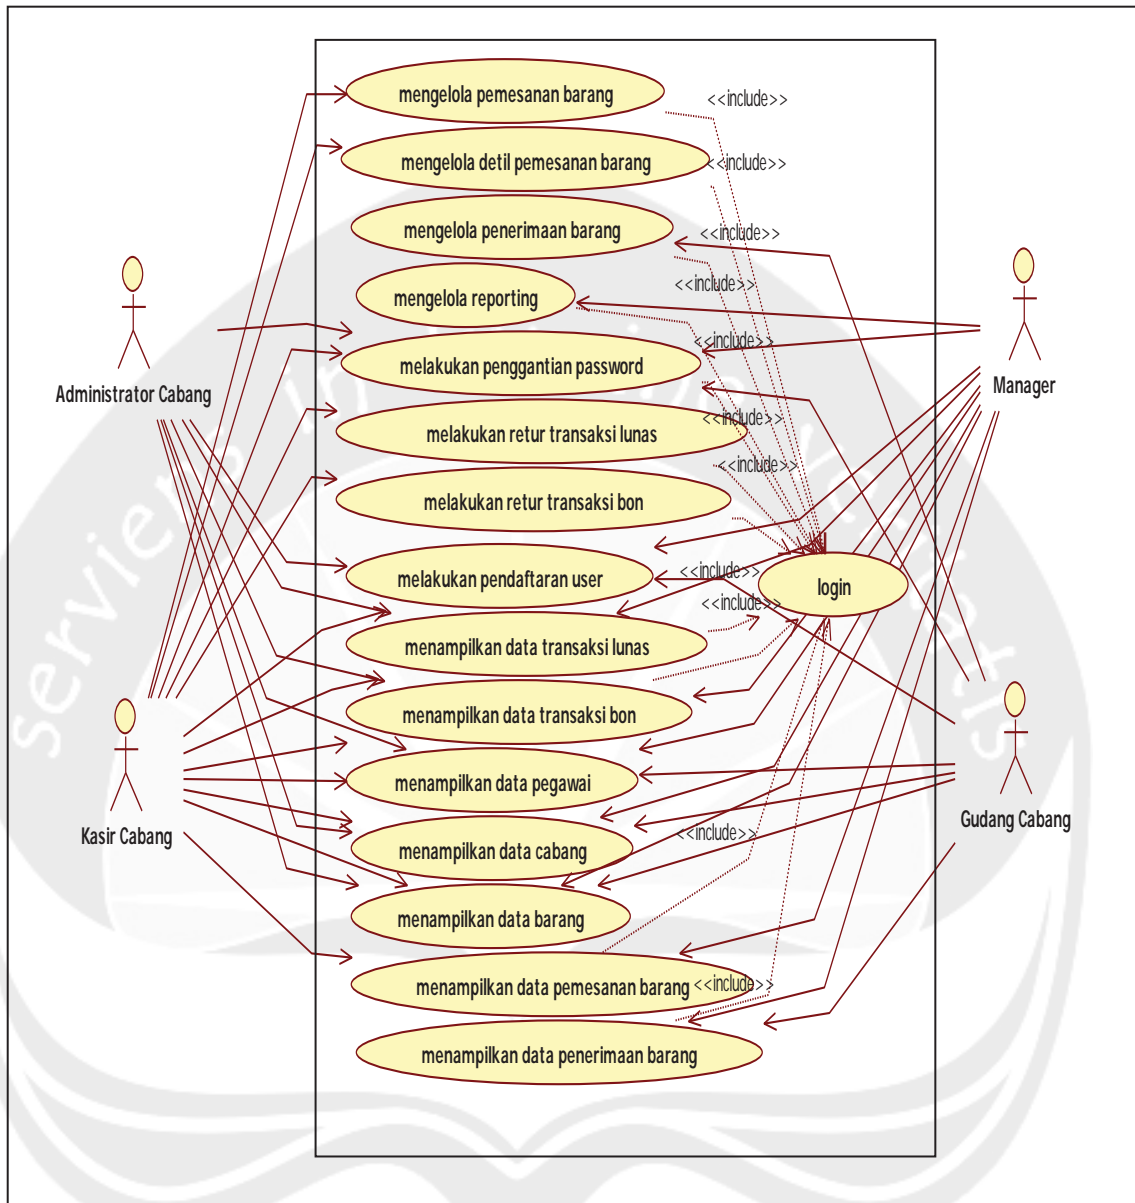 mengelola pemesanan barang
<<include>>
mengelola detil pemesanan barang
<<include>>
mengelola penerimaan barang
<<include>>
mengelola reporting
<<include>>
melakukan penggantian password
<<include>>
Administrator Cabang
Manager
melakukan retur transaksi lunas
<<include>>
melakukan retur transaksi bon
<<include>>
melakukan pendaftaran user
<<include>>
login
menampilkan data transaksi lunas
<<include>>
menampilkan data transaksi bon
menampilkan data pegawai
Kasir Cabang
Gudang Cabang
menampilkan data cabang
<<include>>
menampilkan data barang
menampilkan data pemesanan barang
<<include>>
menampilkan data penerimaan barang